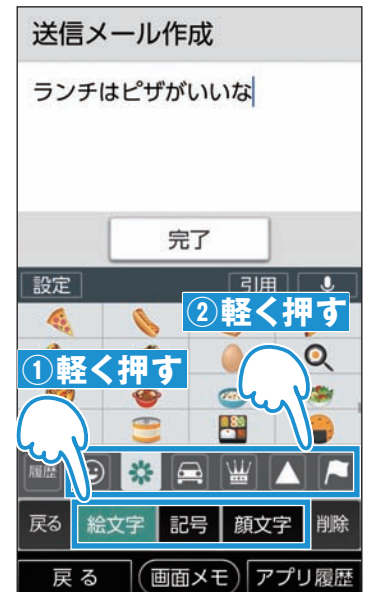 送信メール作成
ランチはピザがいいな
完了
設定 引用
②軽く押す
①軽く押す
履歴
戻る 絵文字 記号 顔文字 削除
戻る 画面メモ アプリ履歴